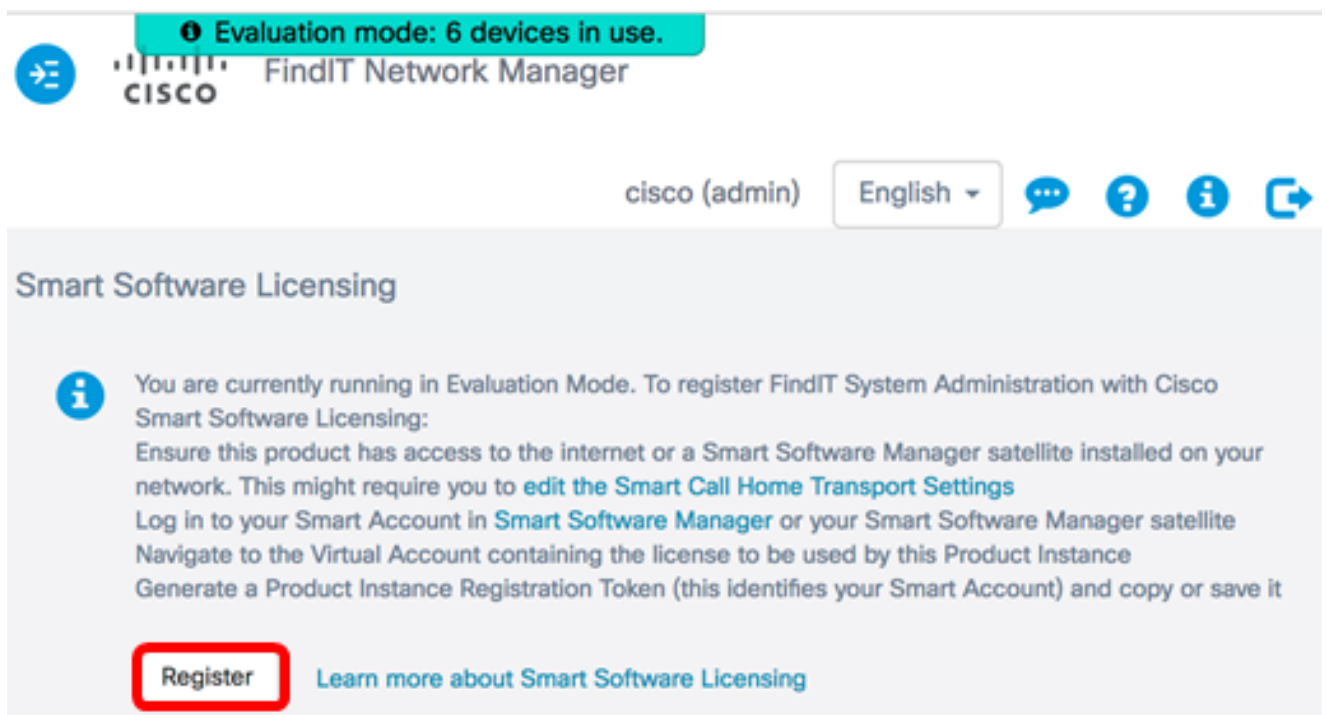 Evaluation mode: 6 devices in use.
CISCO
FindIT Network Manager
cisco (admin)
English
Smart Software Licensing
You are currently running in Evaluation Mode. To register FindIT System Administration with Cisco
Smart Software Licensing:
Ensure this product has access to the internet or a Smart Software Manager satellite installed on your
network. This might require you to edit the Smart Call Home Transport Settings
Log in to your Smart Account in Smart Software Manager or your Smart Software Manager satellite
Navigate to the Virtual Account containing the license to be used by this Product Instance
Generate a Product Instance Registration Token (this identifies your Smart Account) and copy or save it
Register Learn more about Smart Software Licensing